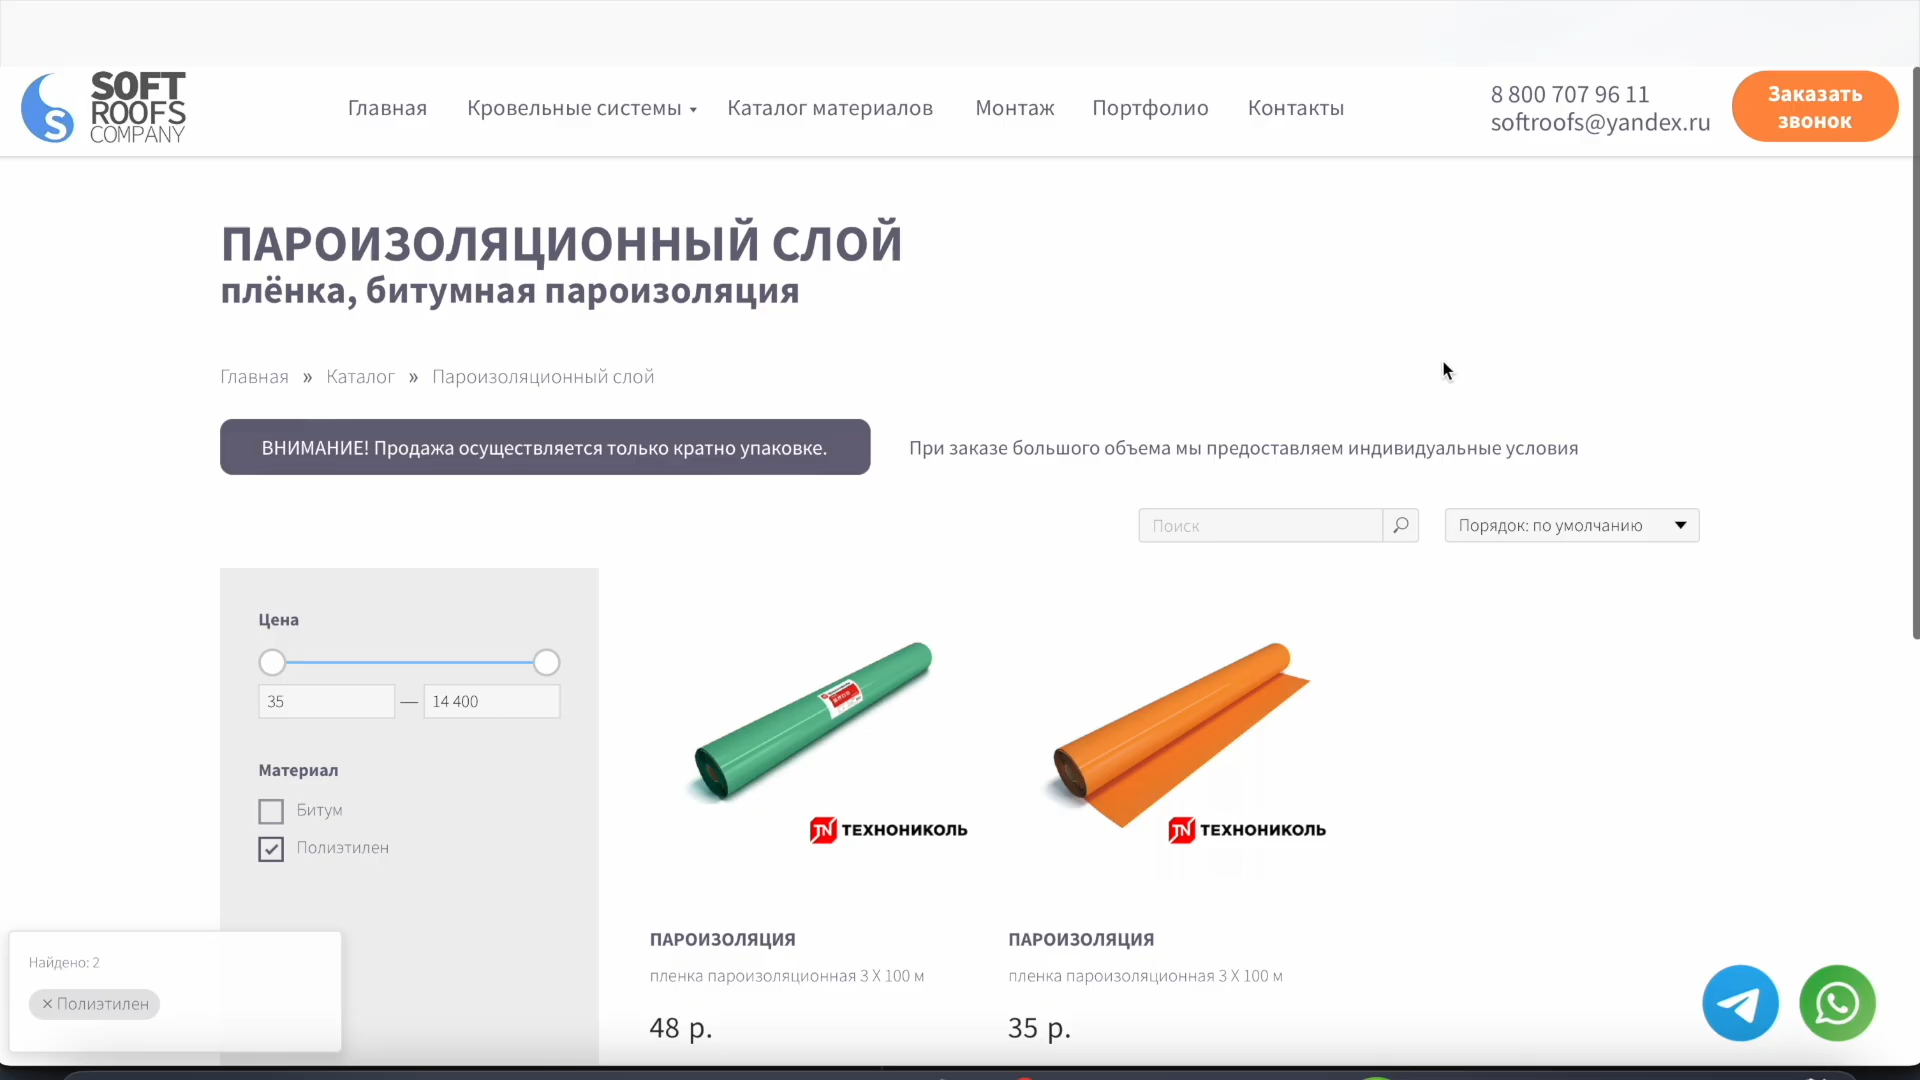 SOFT
ROOFS
COMPANY
S
Главная
Кровельные системы
Каталог материалов
Монтаж
Портфолио
Контакты
8 800 707 96 11
softroofs@yandex.ru
Заказать
звонок
ПАРОИЗОЛЯЦИОННЫЙ СЛОЙ
плёнка, битумная пароизоляция
Главная » Каталог » Пароизоляционный слой
ВНИМАНИЕ! Продажа осуществляется только кратно упаковке.
При заказе большого объема мы предоставляем индивидуальные условия
Поиск
Порядок: по умолчанию
Цена
35 — 14 400
Материал
Битум
Полиэтилен
TN ТЕХНОНИКОЛЬ
TN ТЕХНОНИКОЛЬ
ПАРОИЗОЛЯЦИЯ
пленка пароизоляционная 3 Х 100 м
48 р.
ПАРОИЗОЛЯЦИЯ
пленка пароизоляционная 3 Х 100 м
35 р.
Найдено: 2
× Полиэтилен